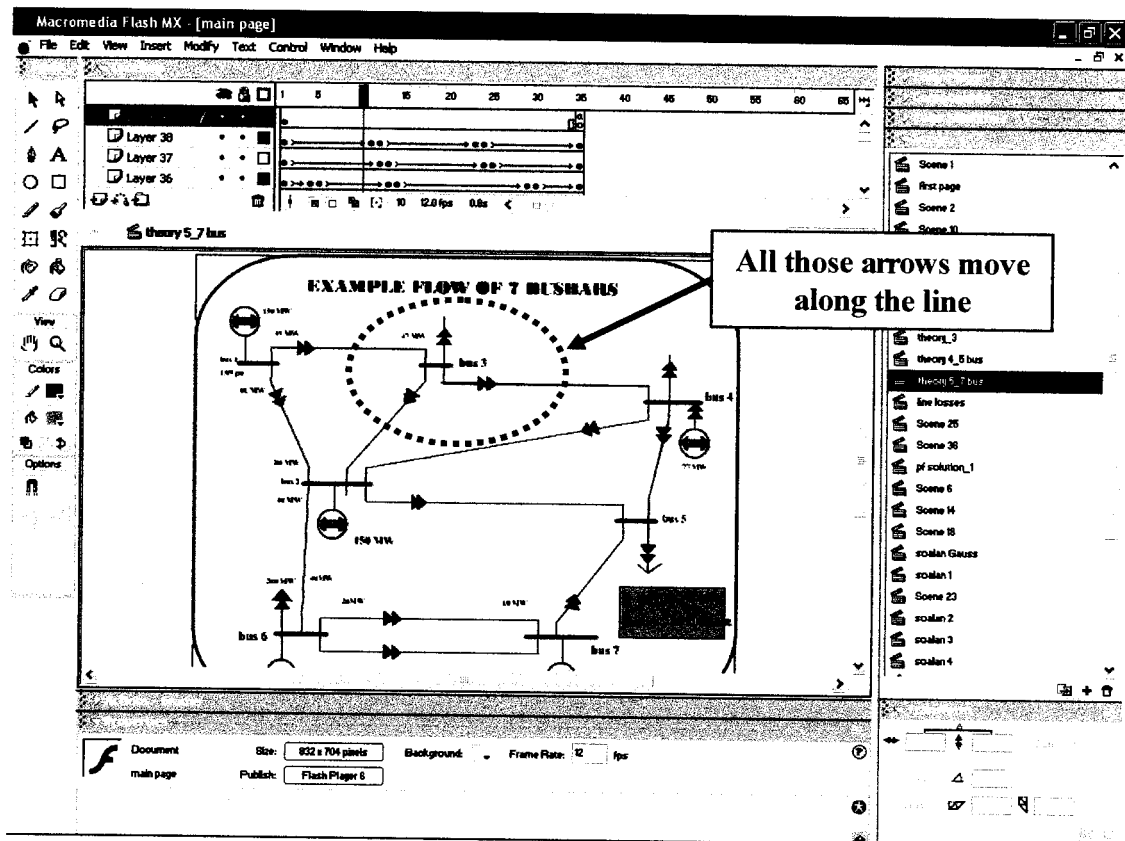 Macromedia Flash MX - [main page]
File Edit View Insert Modify Text Control Window Help
1 5 15 20 25 30 35 40 45 50 55 60 65
Layer 38
Layer 37
Layer 36
10 12.0 fps 0.8s
theory 5_7 bus
View
Colors
Options
All those arrows move
along the line
EXAMPLE FLOW OF 7 BUSBARS
bus 3
bus 4
bus 2
150 MW
bus 5
bus 6
bus 7
Scene 1
first page
Scene 2
Scene 10
theory_3
theory 4_5 bus
theory 5_7 bus
line losses
Scene 25
Scene 36
pf solution_1
Scene 6
Scene 14
Scene 18
soalan Gauss
soalan 1
Scene 23
soalan 2
soalan 3
soalan 4
Document
main page
Size: 832 x 704 pixels Background: Frame Rate: 12 fps
Publish: Flash Player 6